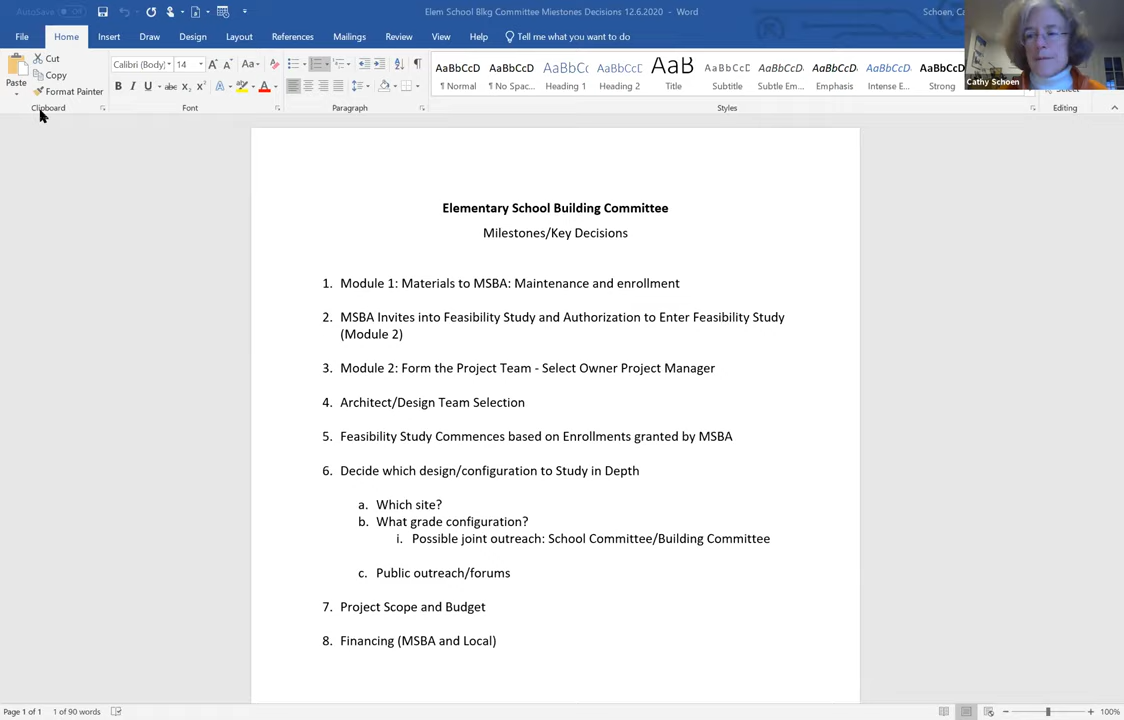 AutoSave Off
Elem School Blkg Committee Miestones Decisions 12.6.2020 - Word
Schoen,
File Home Insert Draw Design Layout References Mailings Review View Help Tell me what you want to do
Paste
Cut
Copy
Format Painter
Clipboard
Calibri (Body) 14
Font
Paragraph
AaBbCcD AaBbCcD AaBbCc AaBbCcD AaB AaBbCcD AaBbCcD AaBbCcD AaBbCcD AaBbCcD
¶ Normal ¶ No Spac... Heading 1 Heading 2 Title Subtitle Subtle Em... Emphasis Intense E... Strong
Styles
Select
Editing
Cathy Schoen
Elementary School Building Committee
Milestones/Key Decisions
1. Module 1: Materials to MSBA: Maintenance and enrollment
2. MSBA Invites into Feasibility Study and Authorization to Enter Feasibility Study
(Module 2)
3. Module 2: Form the Project Team - Select Owner Project Manager
4. Architect/Design Team Selection
5. Feasibility Study Commences based on Enrollments granted by MSBA
6. Decide which design/configuration to Study in Depth
a. Which site?
b. What grade configuration?
i. Possible joint outreach: School Committee/Building Committee
c. Public outreach/forums
7. Project Scope and Budget
8. Financing (MSBA and Local)
Page 1 of 1 1 of 90 words
100%